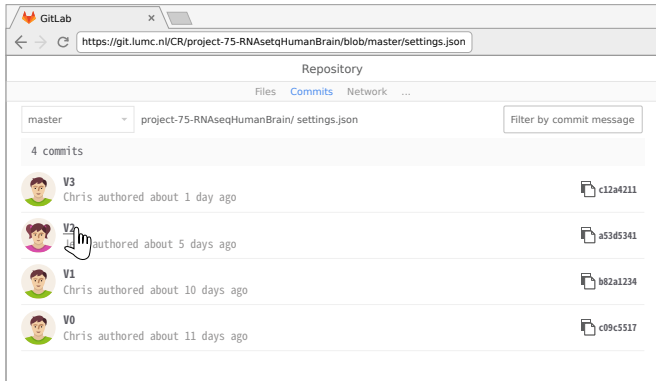 GitLab ×
https://git.lumc.nl/CR/project-75-RNAsetqHumanBrain/blob/master/settings.json
Repository
Files Commits Network ...
master project-75-RNAseqHumanBrain/ settings.json Filter by commit message
4 commits
V3
Chris authored about 1 day ago
c12a4211
V2
authored about 5 days ago
a53d5341
V1
Chris authored about 10 days ago
b82a1234
V0
Chris authored about 11 days ago
c09c5517